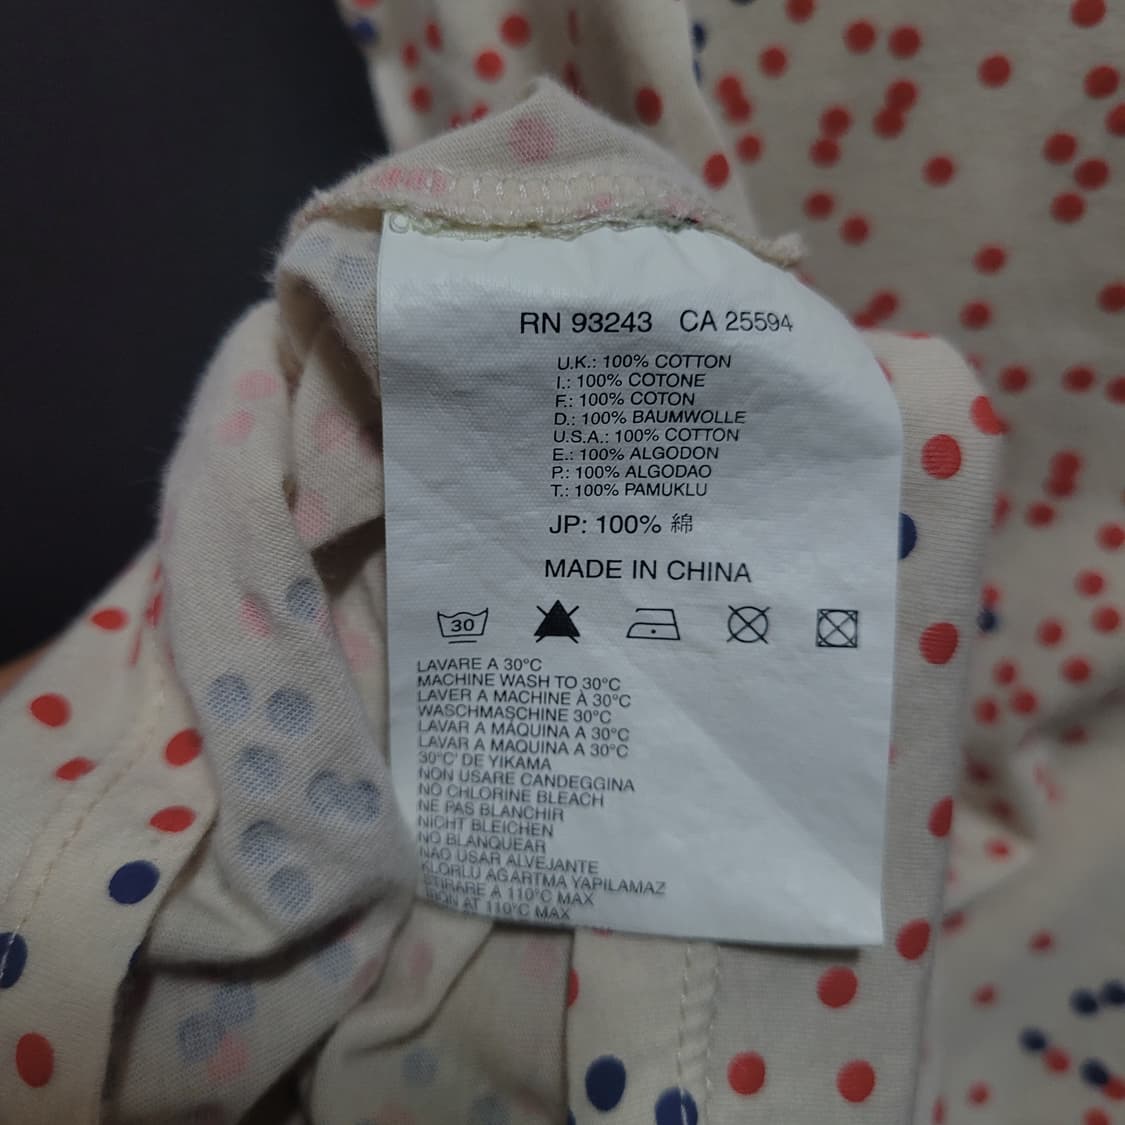 RN 93243 CA 25594
U.K.: 100% COTTON
I.: 100% COTONE
F.: 100% COTON
D.: 100% BAUMWOLLE
U.S.A.: 100% COTTON
E.: 100% ALGODON
P.: 100% ALGODAO
T.: 100% PAMUKLU
JP: 100% 綿
MADE IN CHINA
30
LAVARE A 30°C
MACHINE WASH TO 30°C
LAVER A MACHINE À 30°C
WASCHMASCHINE 30°C
LAVAR A MÁQUINA A 30°C
LAVAR A MAQUINA A 30°C
30°C' DE YIKAMA
NON USARE CANDEGGINA
NO CHLORINE BLEACH
NE PAS BLANCHIR
NICHT BLEICHEN
NO BLANQUEAR
NÃO USAR ALVEJANTE
KLORLU AGARTMA YAPILAMAZ
STIRARE A 110°C MAX
IRON AT 110°C MAX